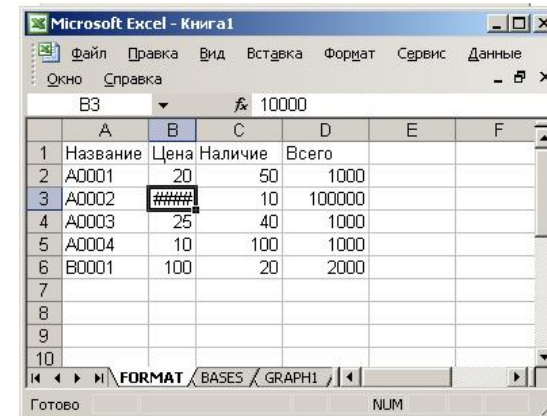 Microsoft Excel - Книга1
Файл Правка Вид Вставка Формат Сервис Данные
Окно Справка
B3 fx 10000
A B C D E F
1 Название Цена Наличие Всего
2 A0001 20 50 1000
3 A0002 #### 10 100000
4 A0003 25 40 1000
5 A0004 10 100 1000
6 B0001 100 20 2000
7
8
9
10
FORMAT / BASES / GRAPH1 /
Готово NUM